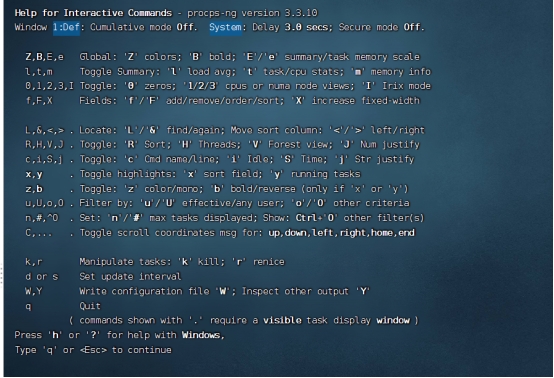 Help for Interactive Commands - procps-ng version 3.3.10
Window 1:Def: Cumulative mode Off.  System: Delay 3.0 secs; Secure mode Off.
Z,B,E,e   Global: 'Z' colors; 'B' bold; 'E'/'e' summary/task memory scale
l,t,m     Toggle Summary: 'l' load avg; 't' task/cpu stats; 'm' memory info
0,1,2,3,I Toggle: '0' zeros; '1/2/3' cpus or numa node views; 'I' Irix mode
f,F,X     Fields: 'f'/'F' add/remove/order/sort; 'X' increase fixed-width
L,&,<,> . Locate: 'L'/'&' find/again; Move sort column: '<'/'>' left/right
R,H,V,J . Toggle: 'R' Sort; 'H' Threads; 'V' Forest view; 'J' Num justify
c,i,S,j . Toggle: 'c' Cmd name/line; 'i' Idle; 'S' Time; 'j' Str justify
x,y     . Toggle highlights: 'x' sort field; 'y' running tasks
z,b     . Toggle: 'z' color/mono; 'b' bold/reverse (only if 'x' or 'y')
u,U,o,O . Filter by: 'u'/'U' effective/any user; 'o'/'O' other criteria
n,#,^O  . Set: 'n'/'#' max tasks displayed; Show: Ctrl+'O' other filter(s)
C,...   . Toggle scroll coordinates msg for: up,down,left,right,home,end
k,r       Manipulate tasks: 'k' kill; 'r' renice
d or s    Set update interval
W,Y       Write configuration file 'W'; Inspect other output 'Y'
q         Quit
( commands shown with '.' require a visible task display window )
Press 'h' or '?' for help with Windows,
Type 'q' or <Esc> to continue